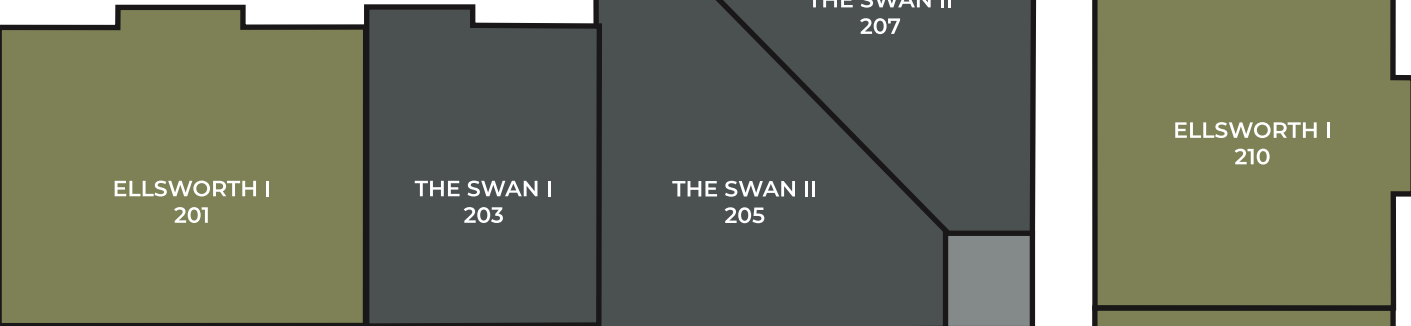 THE SWAN II
207
ELLSWORTH I
210
ELLSWORTH I
201
THE SWAN I
203
THE SWAN II
205